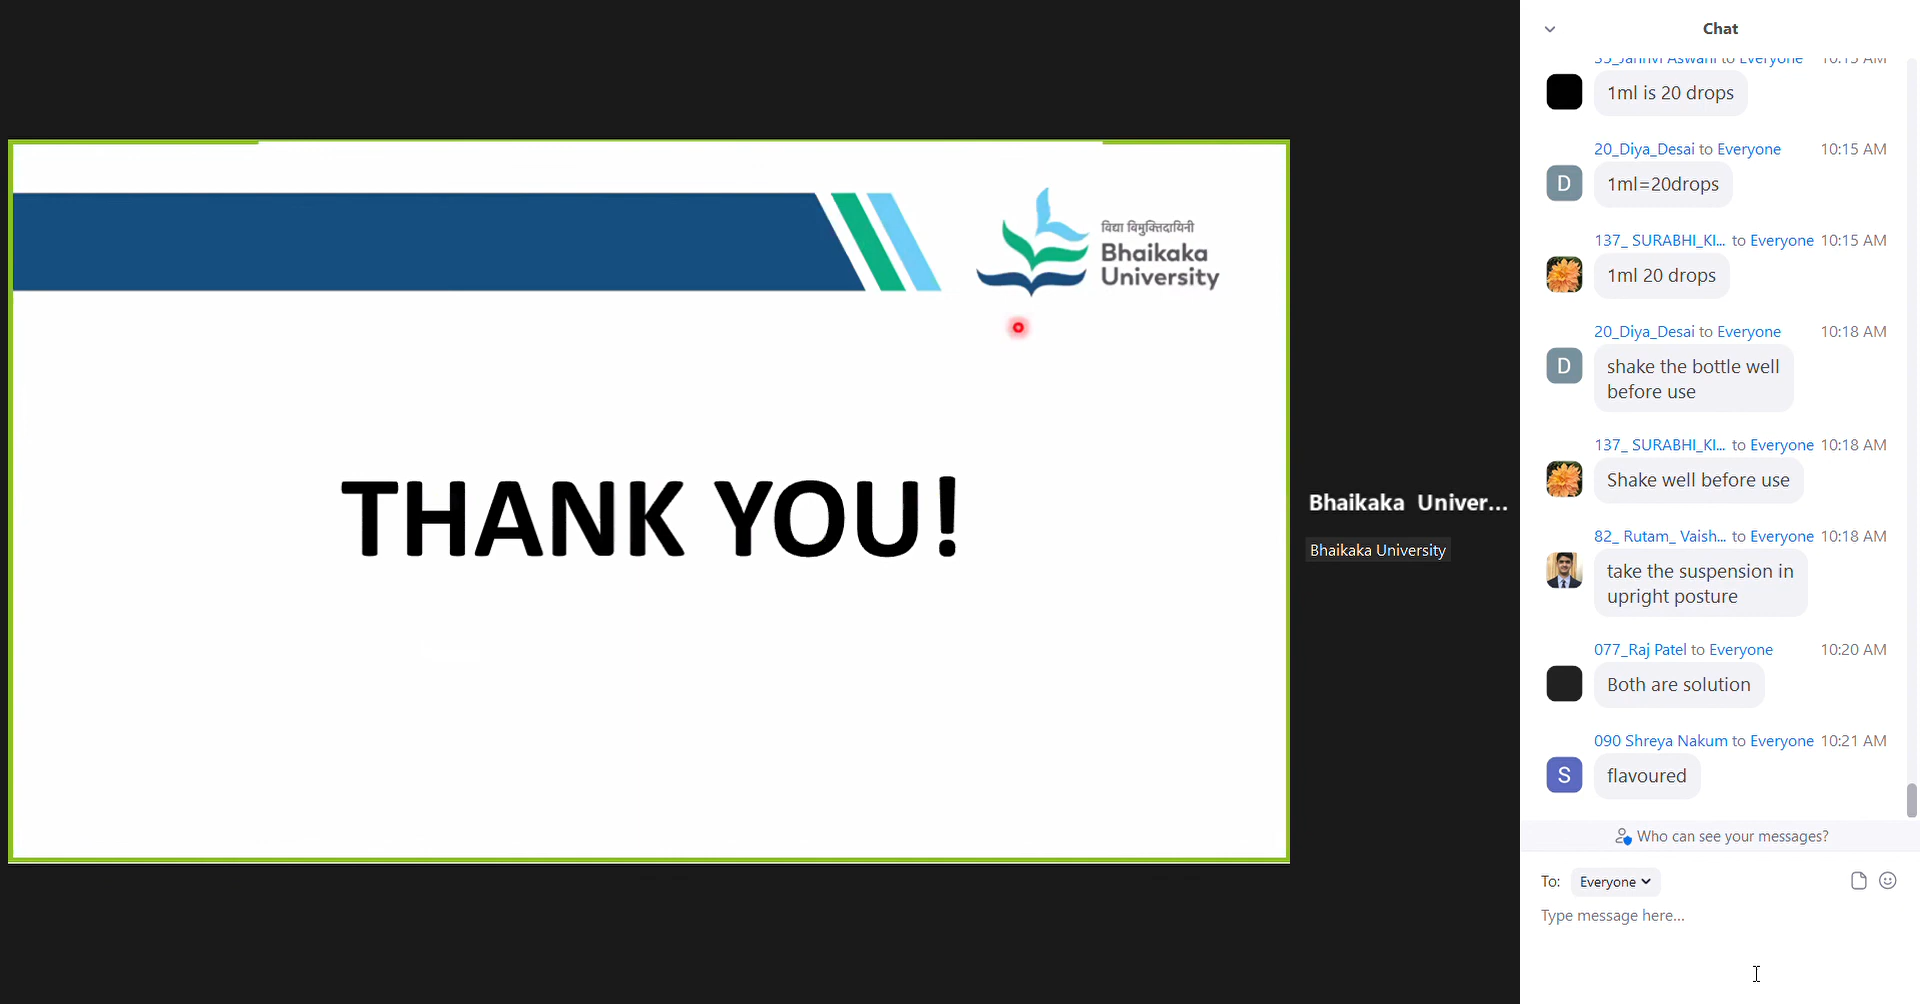 विद्या विमुक्तिदायिनी
Bhaikaka
University
THANK YOU!
Bhaikaka Univer...
Bhaikaka University
Chat
35_Jahnvi Aswani to Everyone 10:15 AM
1ml is 20 drops
20_Diya_Desai to Everyone 10:15 AM
D
1ml=20drops
137_ SURABHI_KI... to Everyone 10:15 AM
1ml 20 drops
20_Diya_Desai to Everyone 10:18 AM
D
shake the bottle well
before use
137_ SURABHI_KI... to Everyone 10:18 AM
Shake well before use
82_ Rutam_ Vaish... to Everyone 10:18 AM
take the suspension in
upright posture
077_Raj Patel to Everyone 10:20 AM
Both are solution
090 Shreya Nakum to Everyone 10:21 AM
S
flavoured
Who can see your messages?
To: Everyone
Type message here...